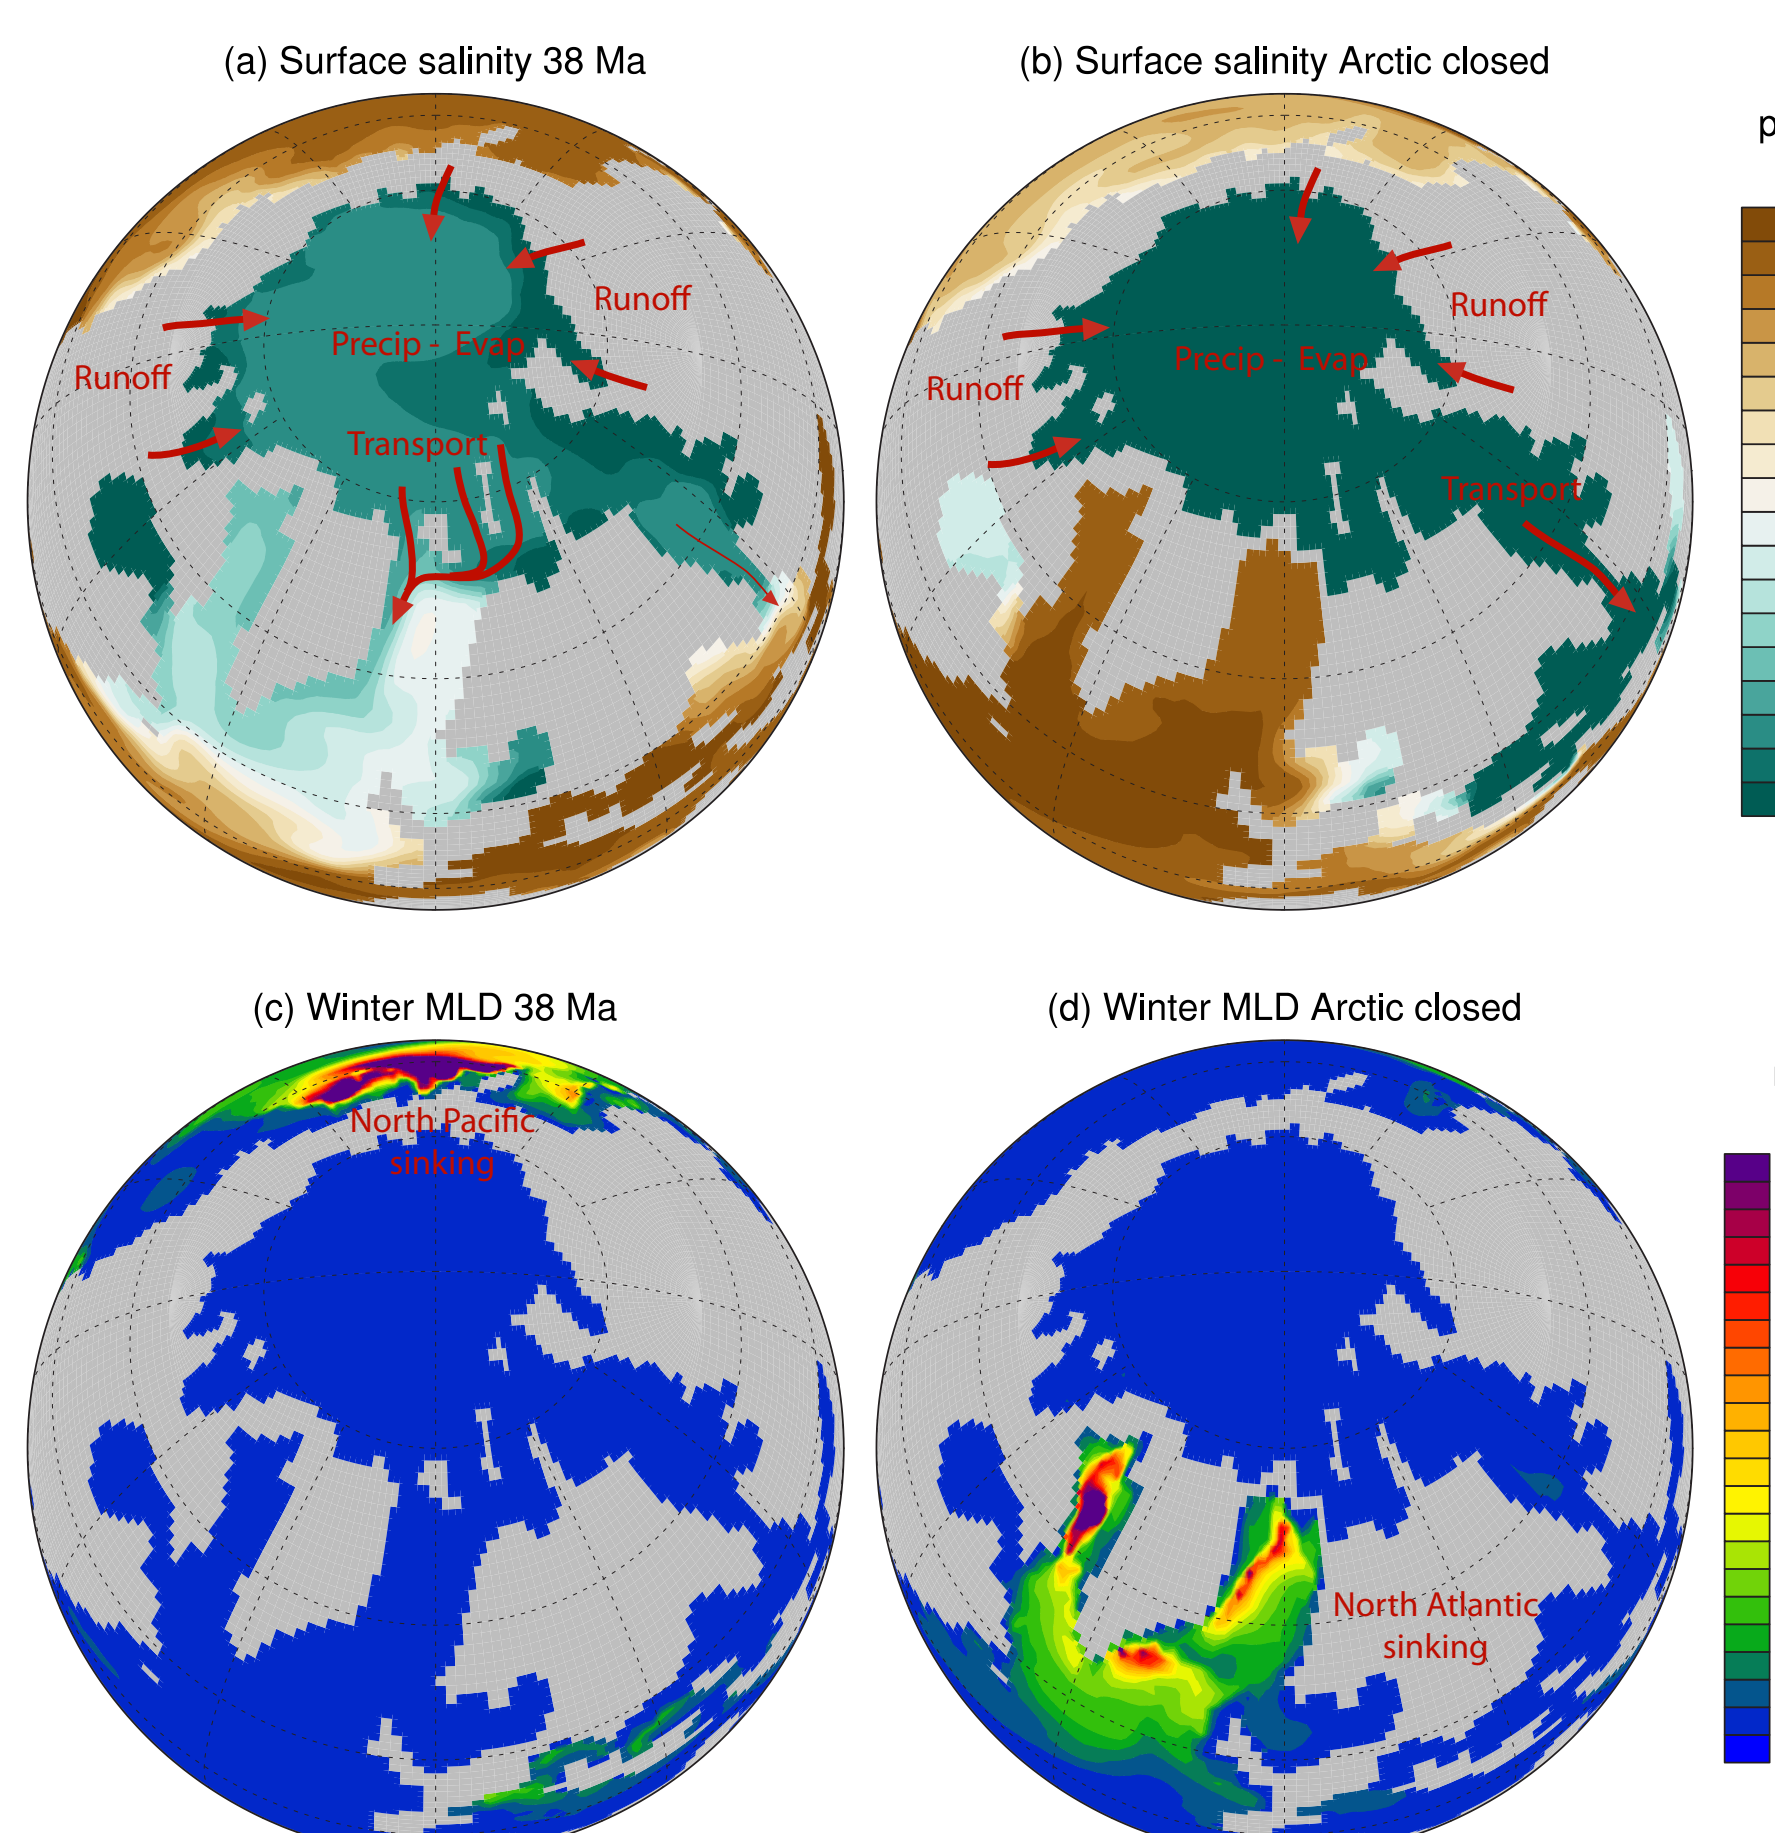 (a) Surface salinity 38 Ma
(b) Surface salinity Arctic closed
p
Runoff
Precip - Evap
Runoff
Transport
Runoff
Precip - Evap
Runoff
Transport
(c) Winter MLD 38 Ma
(d) Winter MLD Arctic closed
North Pacific
sinking
North Atlantic
sinking